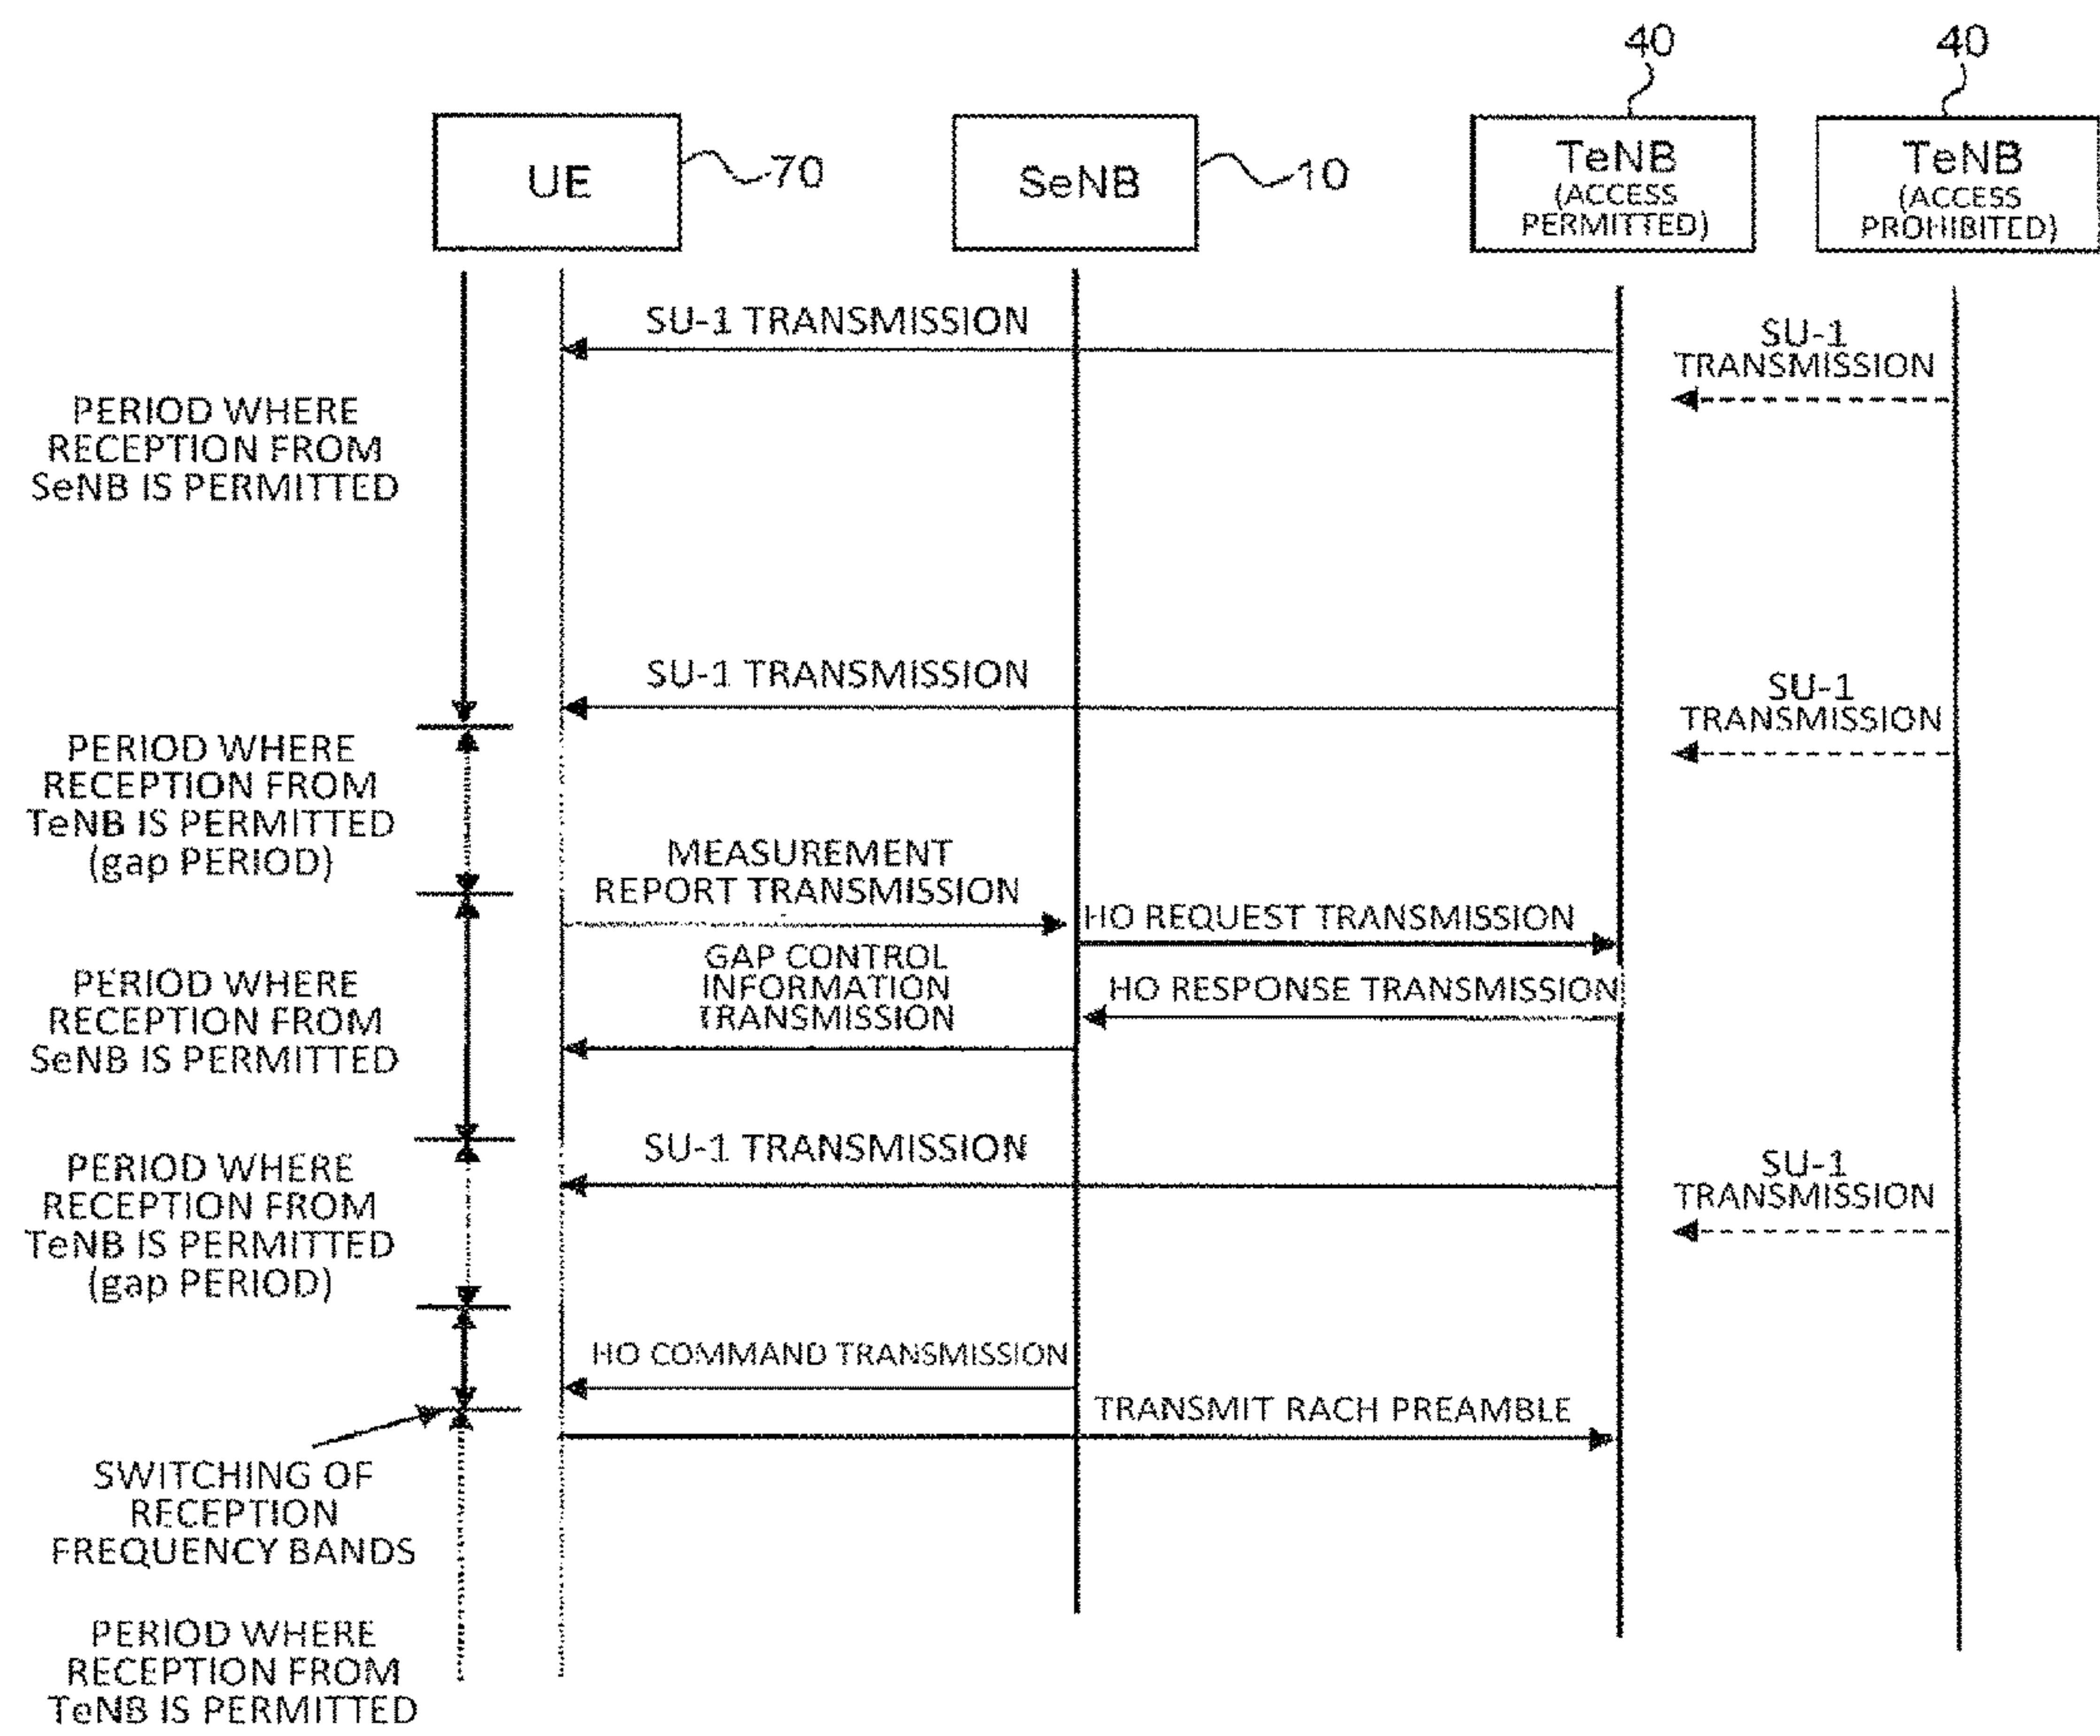 40
40
UE
70
SeNB
10
TeNB
(ACCESS
PERMITTED)
TeNB
(ACCESS
PROHIBITED)
SU-1 TRANSMISSION
SU-1
TRANSMISSION
PERIOD WHERE
RECEPTION FROM
SeNB IS PERMITTED
SU-1 TRANSMISSION
SU-1
TRANSMISSION
PERIOD WHERE
RECEPTION FROM
TeNB IS PERMITTED
(gap PERIOD)
MEASUREMENT
REPORT TRANSMISSION
HO REQUEST TRANSMISSION
GAP CONTROL
INFORMATION
TRANSMISSION
HO RESPONSE TRANSMISSION
PERIOD WHERE
RECEPTION FROM
SeNB IS PERMITTED
SU-1 TRANSMISSION
SU-1
TRANSMISSION
PERIOD WHERE
RECEPTION FROM
TeNB IS PERMITTED
(gap PERIOD)
HO COMMAND TRANSMISSION
TRANSMIT RACH PREAMBLE
SWITCHING OF
RECEPTION
FREQUENCY BANDS
PERIOD WHERE
RECEPTION FROM
TeNB IS PERMITTED